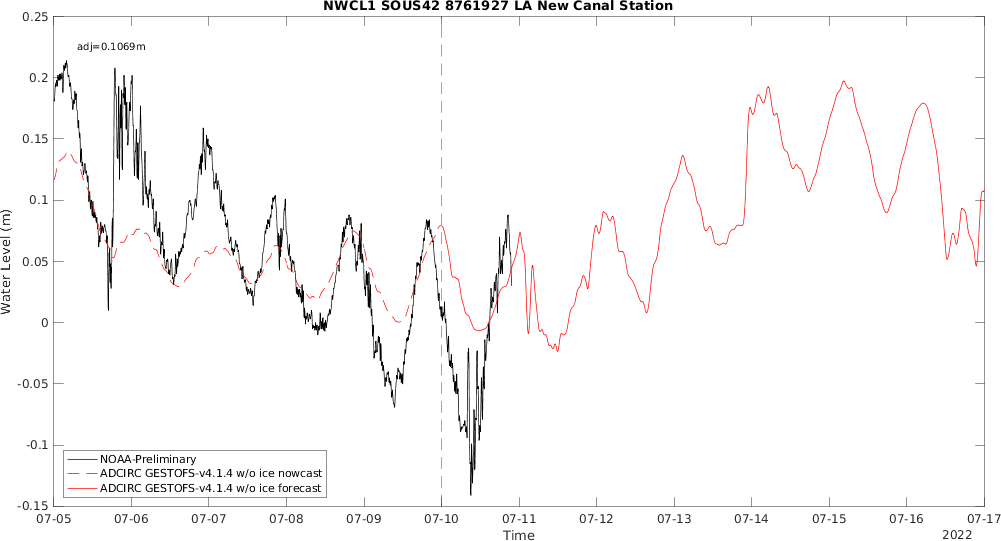 NWCL1 SOUS42 8761927 LA New Canal Station
adj=0.1069m
0.25
0.2
0.15
0.1
0.05
0
-0.05
-0.1
-0.15
Water Level (m)
NOAA-Preliminary
ADCIRC GESTOFS-v4.1.4 w/o ice nowcast
ADCIRC GESTOFS-v4.1.4 w/o ice forecast
07-05 07-06 07-07 07-08 07-09 07-10 07-11 07-12 07-13 07-14 07-15 07-16 07-17
Time
2022